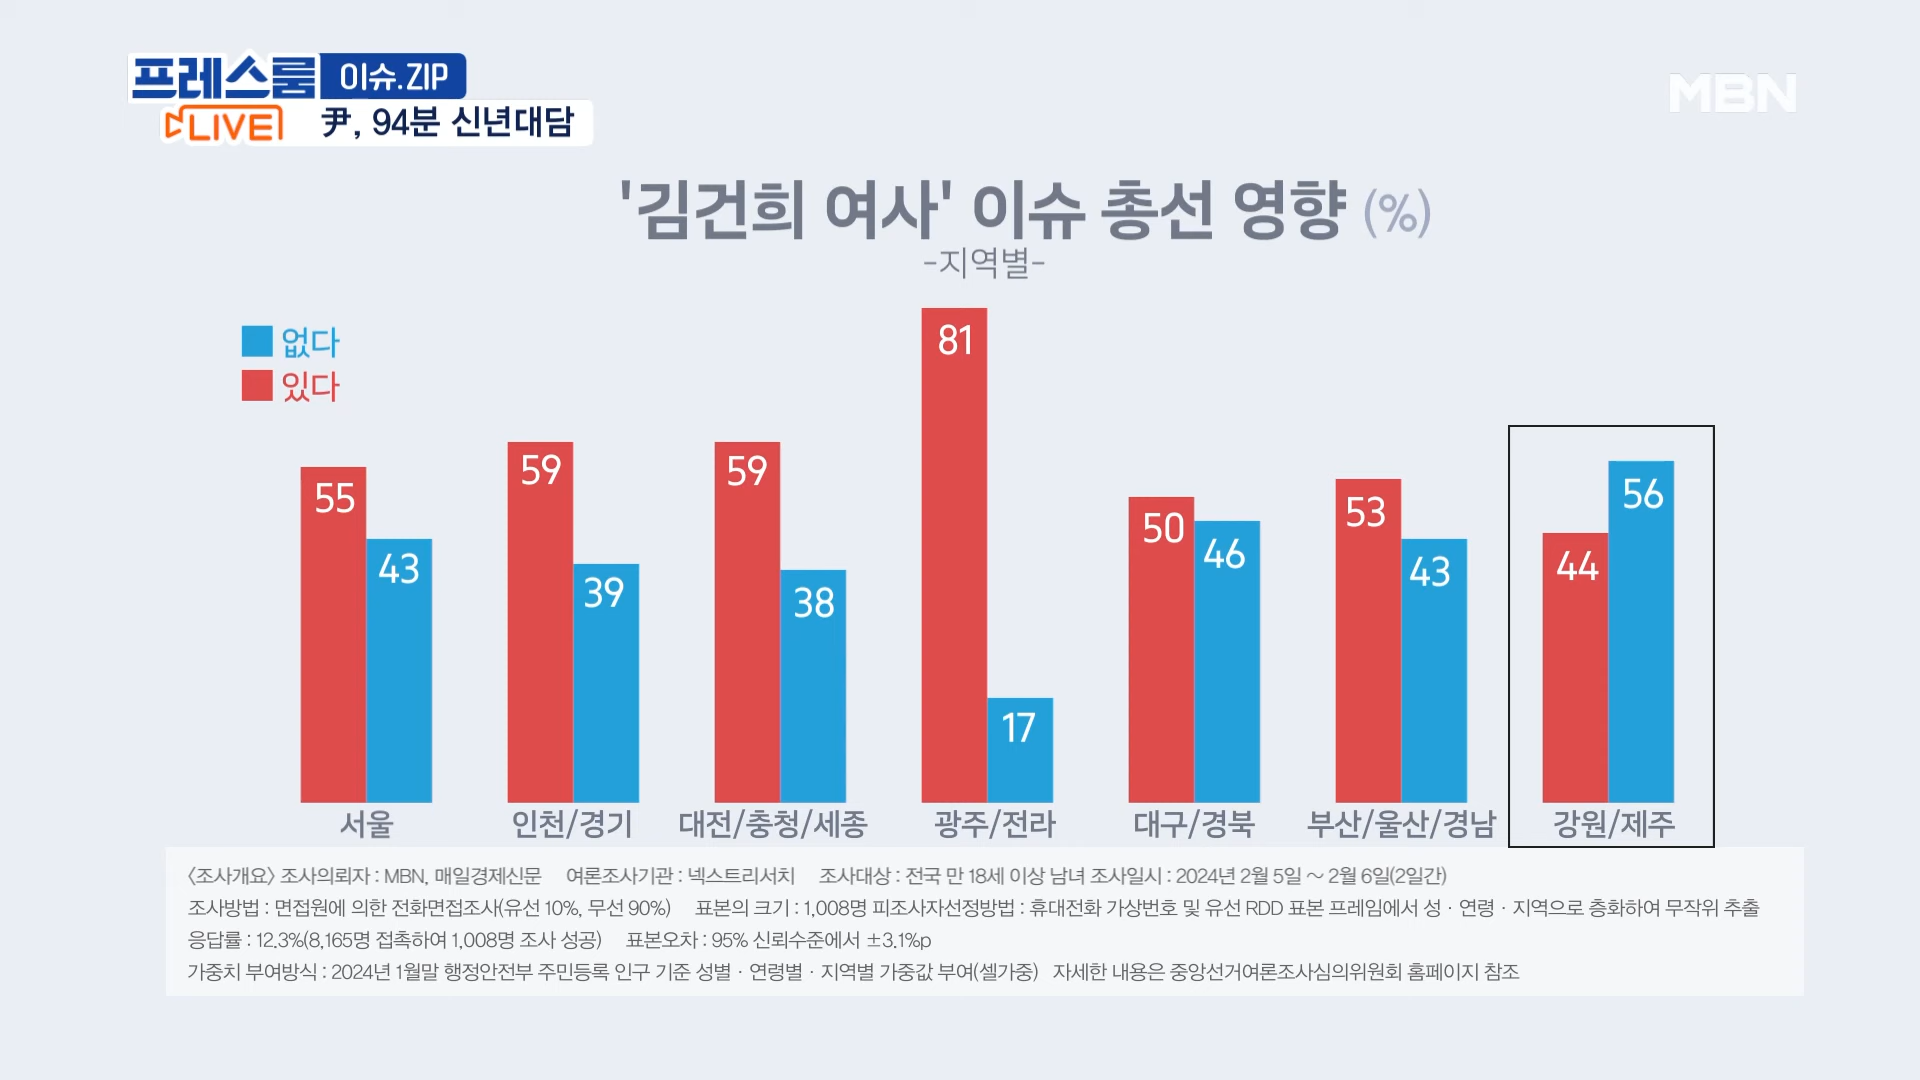 프레스룸 이슈.ZIP
LIVE 尹, 94분 신년대담
MBN
'김건희 여사' 이슈 총선 영향 (%)
-지역별-
없다
있다
55 43
59 39
59 38
81 17
50 46
53 43
44 56
서울 인천/경기 대전/충청/세종 광주/전라 대구/경북 부산/울산/경남 강원/제주
〈조사개요〉 조사의뢰자 : MBN, 매일경제신문 여론조사기관 : 넥스트리서치 조사대상 : 전국 만 18세 이상 남녀 조사일시 : 2024년 2월 5일 ～ 2월 6일(2일간)
조사방법 : 면접원에 의한 전화면접조사(유선 10%, 무선 90%) 표본의 크기 : 1,008명 피조사자선정방법 : 휴대전화 가상번호 및 유선 RDD 표본 프레임에서 성 · 연령 · 지역으로 층화하여 무작위 추출
응답률 : 12.3%(8,165명 접촉하여 1,008명 조사 성공) 표본오차 : 95% 신뢰수준에서 ±3.1%p
가중치 부여방식 : 2024년 1월말 행정안전부 주민등록 인구 기준 성별 · 연령별 · 지역별 가중값 부여(셀가중) 자세한 내용은 중앙선거여론조사심의위원회 홈페이지 참조